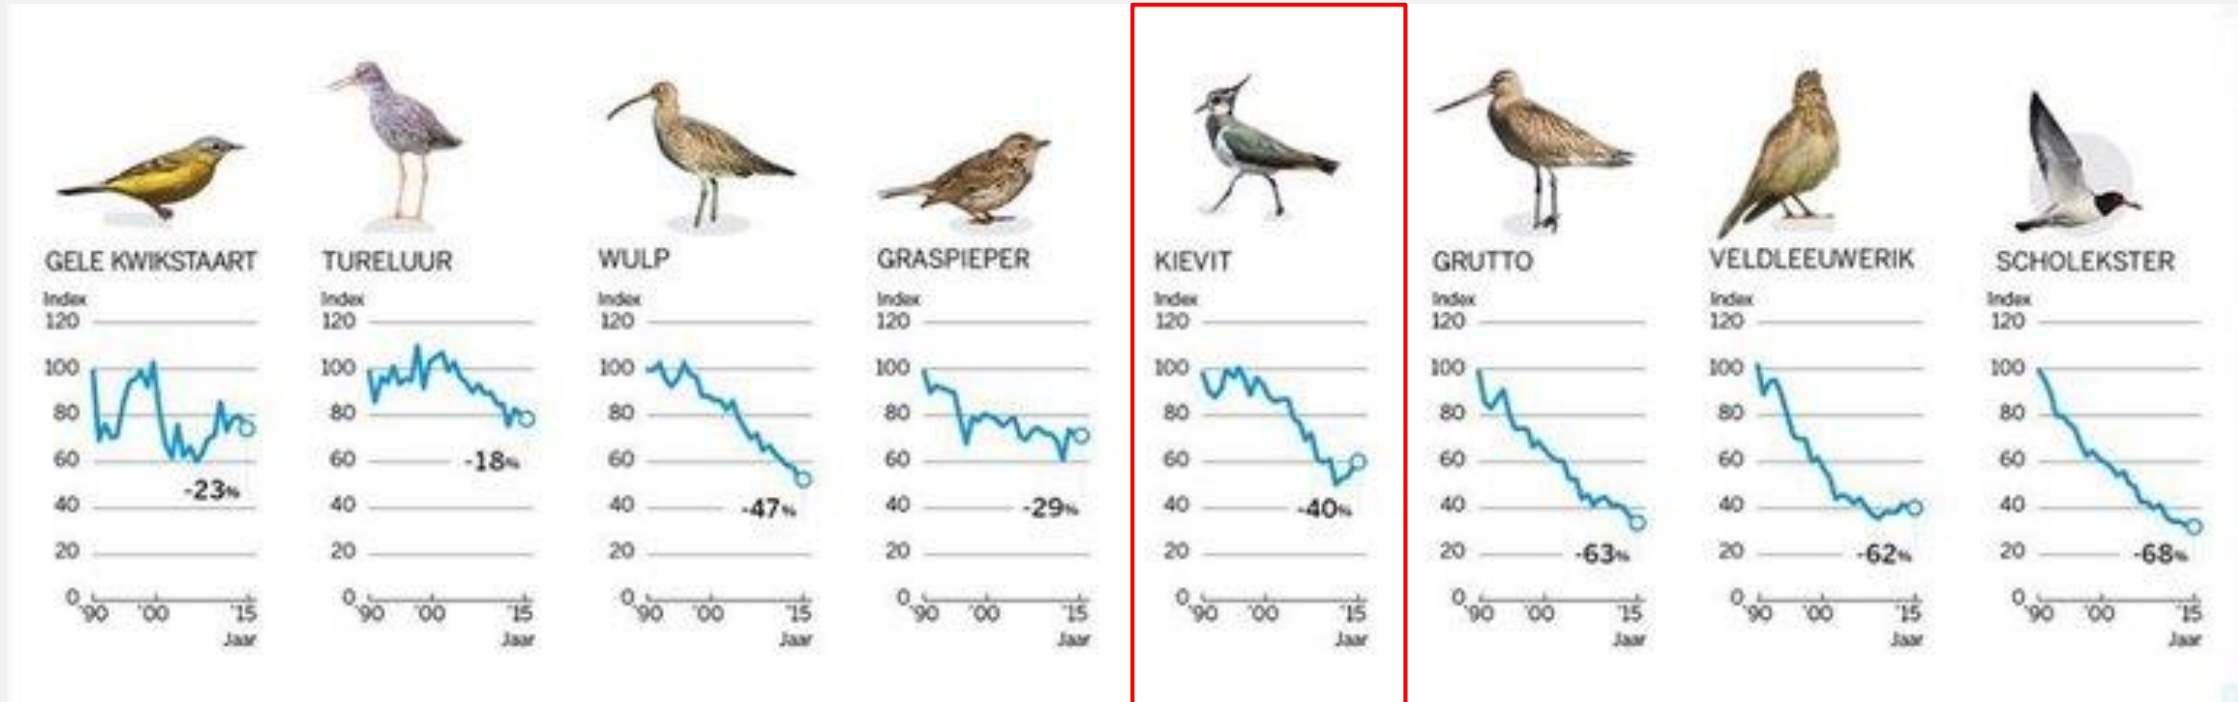 GELE KWIKSTAART
Index
120
100
80
60
40
20
0
-23%
'90 '00 '15
Jaar
TURELUUR
Index
120
100
80
60
40
20
0
-18%
'90 '00 '15
Jaar
WULP
Index
120
100
80
60
40
20
0
-47%
'90 '00 '15
Jaar
GRASPIEPER
Index
120
100
80
60
40
20
0
-29%
'90 '00 '15
Jaar
KIEVIT
Index
120
100
80
60
40
20
0
-40%
'90 '00 '15
Jaar
GRUTTO
Index
120
100
80
60
40
20
0
-63%
'90 '00 '15
Jaar
VELDLEEUWERIK
Index
120
100
80
60
40
20
0
-62%
'90 '00 '15
Jaar
SCHOLEKSTER
Index
120
100
80
60
40
20
0
-68%
'90 '00 '15
Jaar